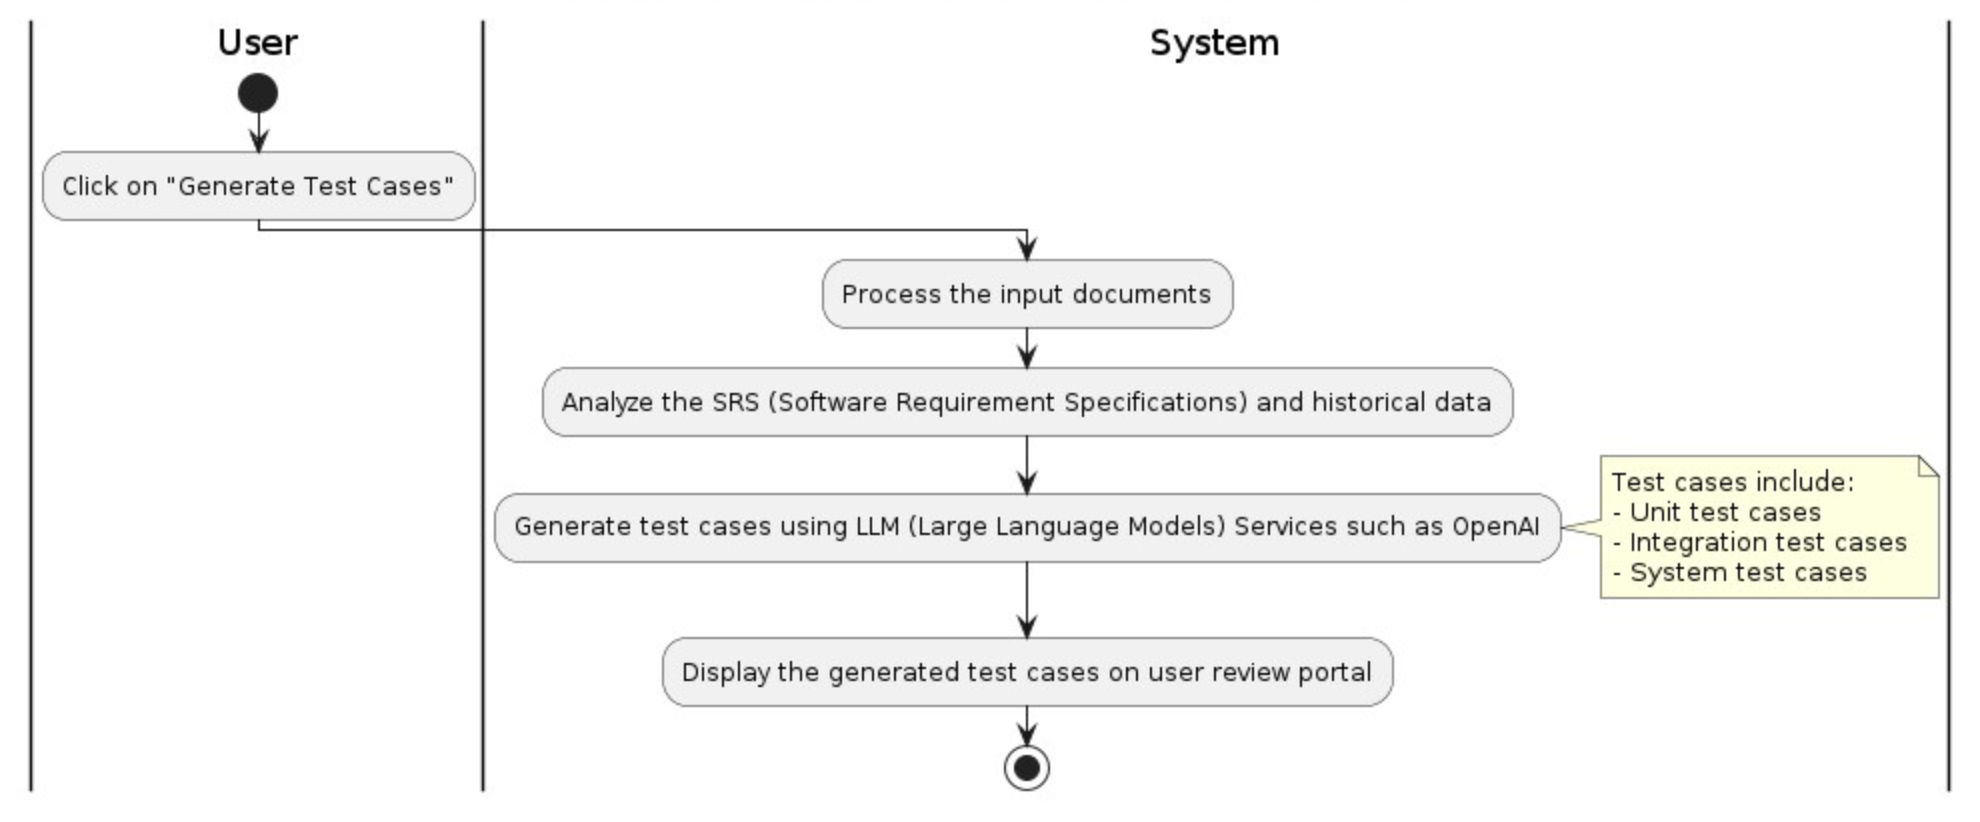 User
System
Click on "Generate Test Cases"
Process the input documents
Analyze the SRS (Software Requirement Specifications) and historical data
Generate test cases using LLM (Large Language Models) Services such as OpenAI
Test cases include:
- Unit test cases
- Integration test cases
- System test cases
Display the generated test cases on user review portal